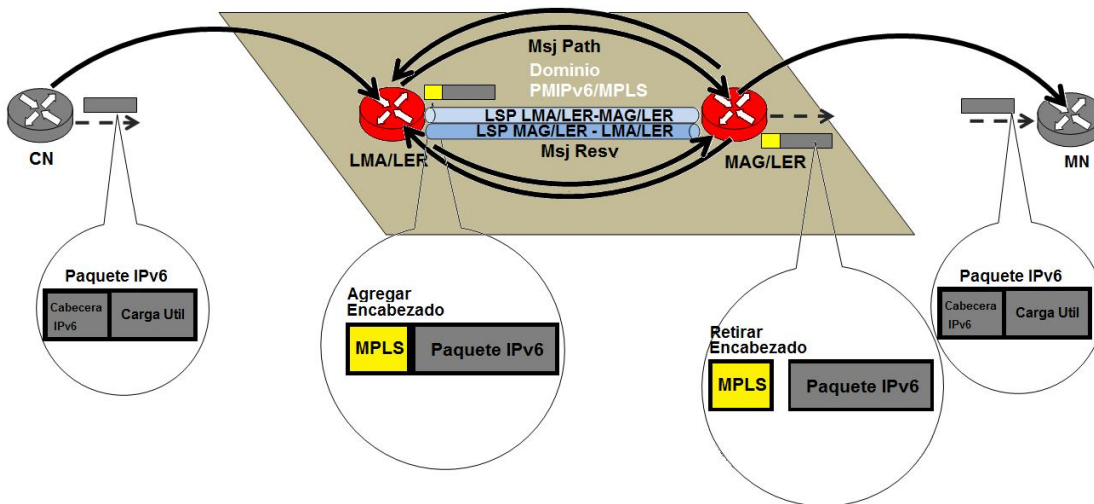 Msj Path
Dominio
PMIPv6/MPLS
LSP LMA/LER-MAG/LER
LSP MAG/LER - LMA/LER
Msj Resv
CN
LMA/LER
MAG/LER
MN
Paquete IPv6
Cabecera
IPv6
Carga Util
Agregar
Encabezado
MPLS
Paquete IPv6
Retirar
Encabezado
MPLS
Paquete IPv6
Paquete IPv6
Cabecera
IPv6
Carga Util